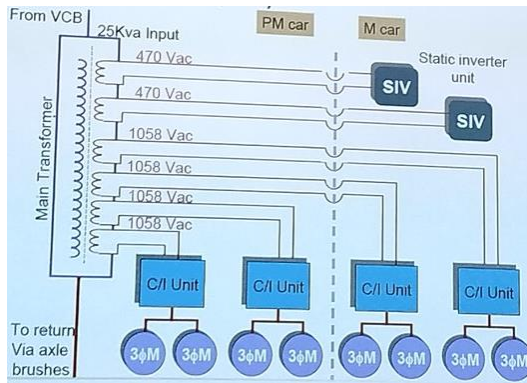 From VCB
PM car
M car
25Kva Input
470 Vac
Static inverter
unit
SIV
470 Vac
SIV
1058 Vac
1058 Vac
1058 Vac
1058 Vac
Main Transformer
C/I Unit
C/I Unit
C/I Unit
C/I Unit
To return
Via axle
brushes
3ϕM
3ϕM
3ϕM
3ϕM
3ϕM
3ϕM
3ϕM
3ϕM